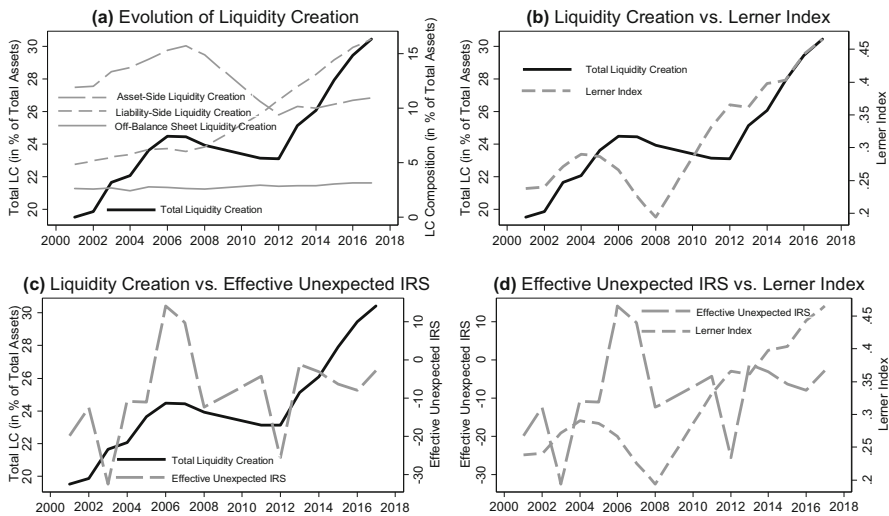 (a) Evolution of Liquidity Creation
Total LC (in % of Total Assets)
30
28
26
24
22
20
LC Composition (in % of Total Assets)
15
10
5
0
Asset-Side Liquidity Creation
Liability-Side Liquidity Creation
Off-Balance Sheet Liquidity Creation
Total Liquidity Creation
2000 2002 2004 2006 2008 2010 2012 2014 2016 2018
(b) Liquidity Creation vs. Lerner Index
Total LC (in % of Total Assets)
30
28
26
24
22
20
Lerner Index
.45
.4
.35
.3
.25
.2
Total Liquidity Creation
Lerner Index
2000 2002 2004 2006 2008 2010 2012 2014 2016 2018
(c) Liquidity Creation vs. Effective Unexpected IRS
Total LC (in % of Total Assets)
30
28
26
24
22
20
Effective Unexpected IRS
10
0
-10
-20
-30
Total Liquidity Creation
Effective Unexpected IRS
2000 2002 2004 2006 2008 2010 2012 2014 2016 2018
(d) Effective Unexpected IRS vs. Lerner Index
Effective Unexpected IRS
10
0
-10
-20
-30
Lerner Index
.45
.4
.35
.3
.25
.2
Effective Unexpected IRS
Lerner Index
2000 2002 2004 2006 2008 2010 2012 2014 2016 2018